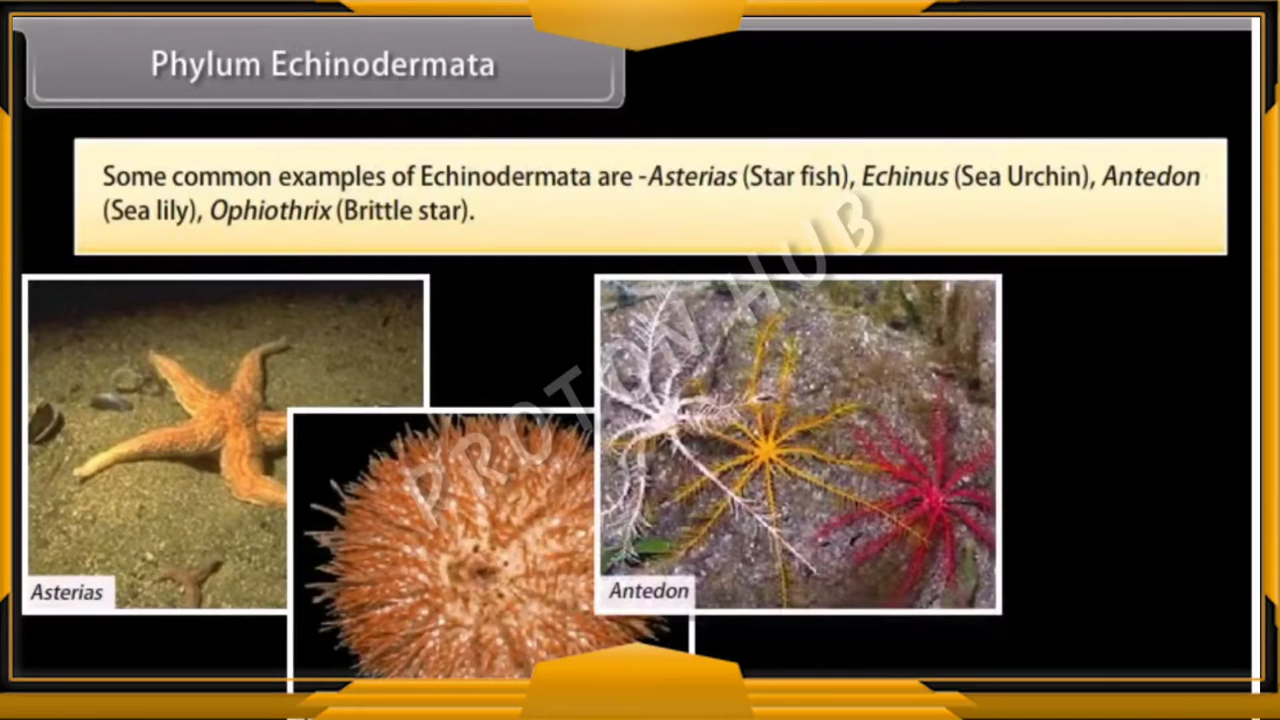 Phylum Echinodermata
Some common examples of Echinodermata are -Asterias (Star fish), Echinus (Sea Urchin), Antedon
(Sea lily), Ophiothrix (Brittle star).
PROTON HUB
Asterias
Antedon